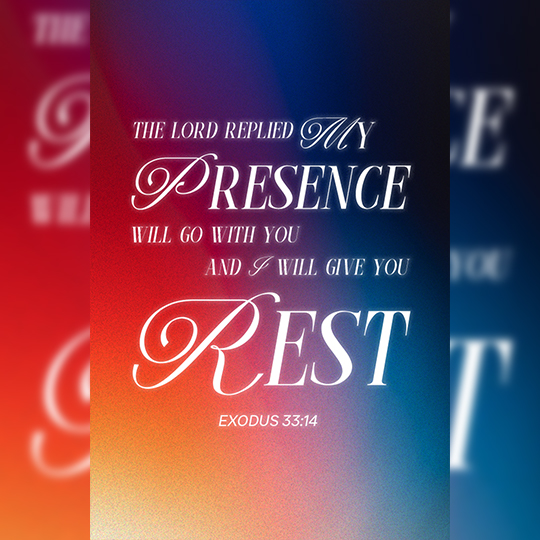 THE LORD REPLIED MY
PRESENCE
WILL GO WITH YOU
AND I WILL GIVE YOU
REST
EXODUS 33:14